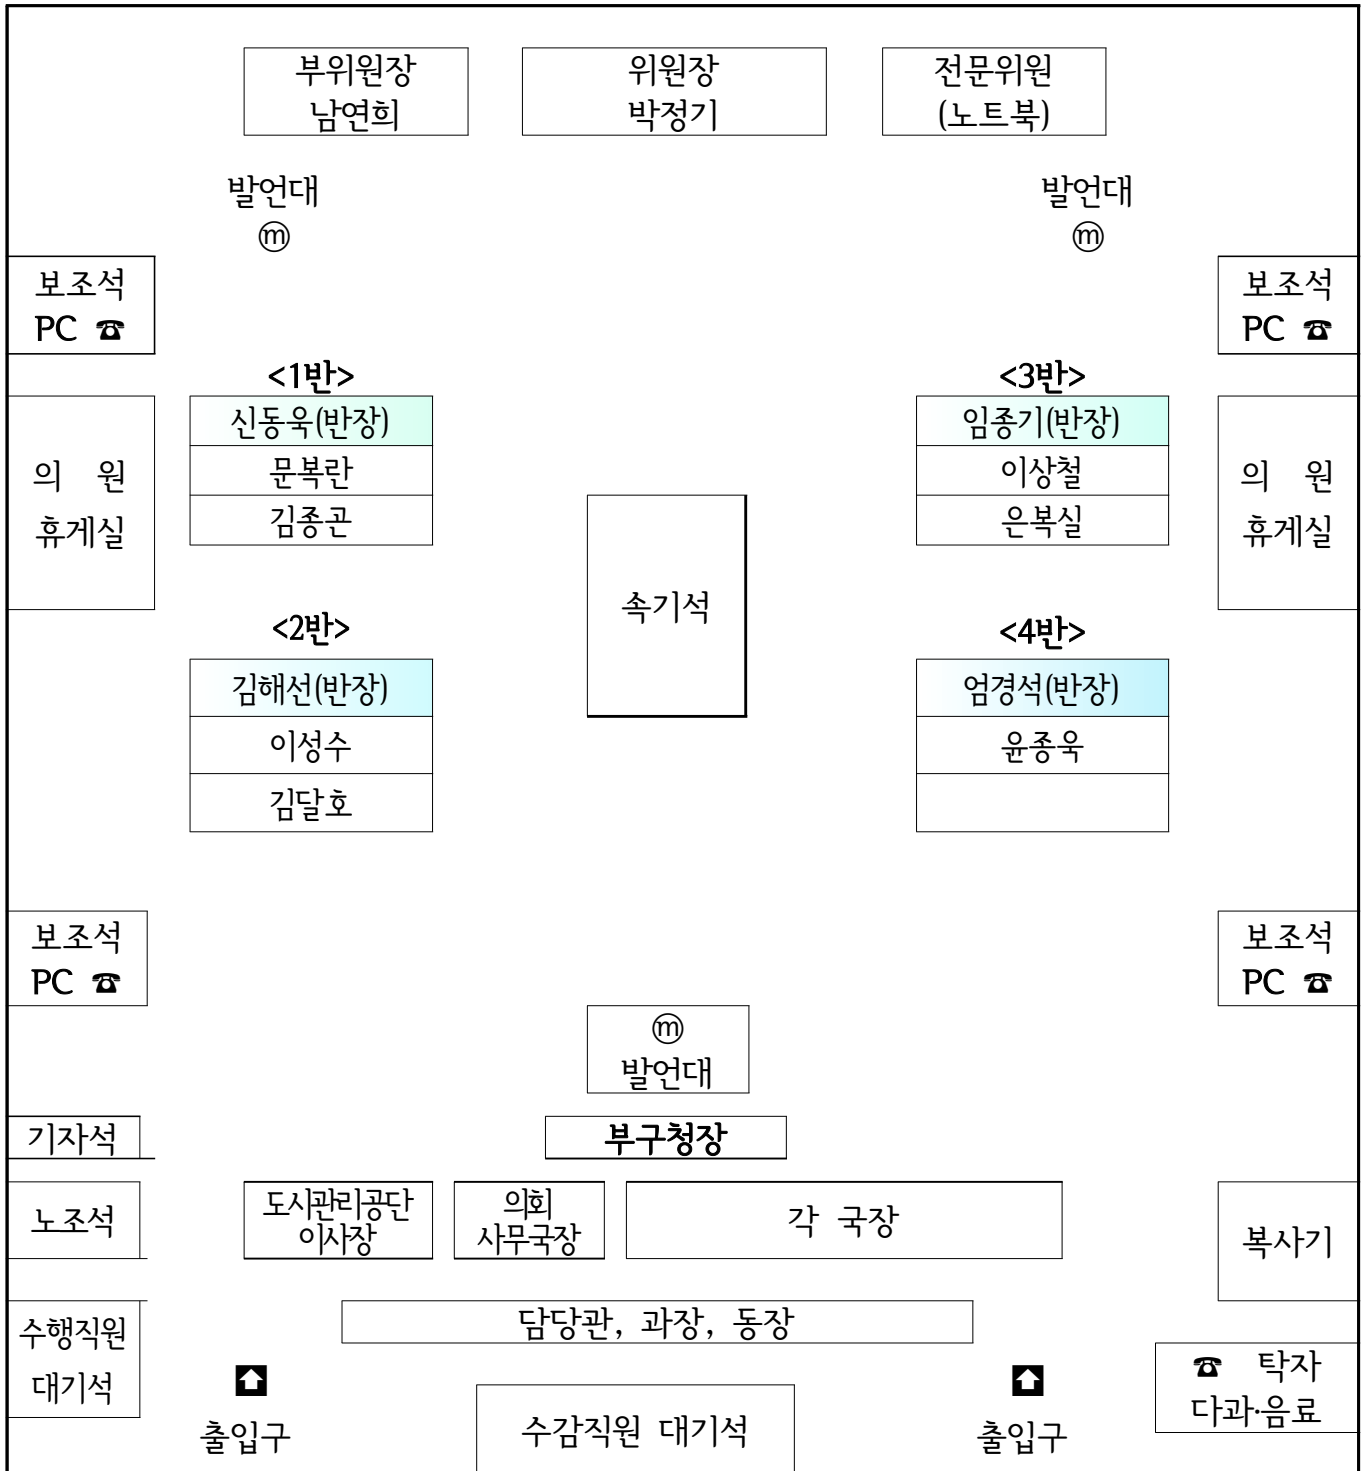 부위원장
남연희
위원장
박정기
전문위원
(노트북)
발언대
ⓜ
발언대
ⓜ
보조석
PC ☎
보조석
PC ☎
<1반>
신동욱(반장)
문복란
김종곤
<3반>
임종기(반장)
이상철
은복실
의 원
휴게실
의 원
휴게실
속기석
<2반>
김해선(반장)
이성수
김달호
<4반>
엄경석(반장)
윤종욱
보조석
PC ☎
보조석
PC ☎
ⓜ
발언대
기자석
부구청장
노조석
도시관리공단
이사장
의회
사무국장
각 국장
복사기
수행직원
대기석
담당관, 과장, 동장
출입구
수감직원 대기석
출입구
☎ 탁자
다과·음료